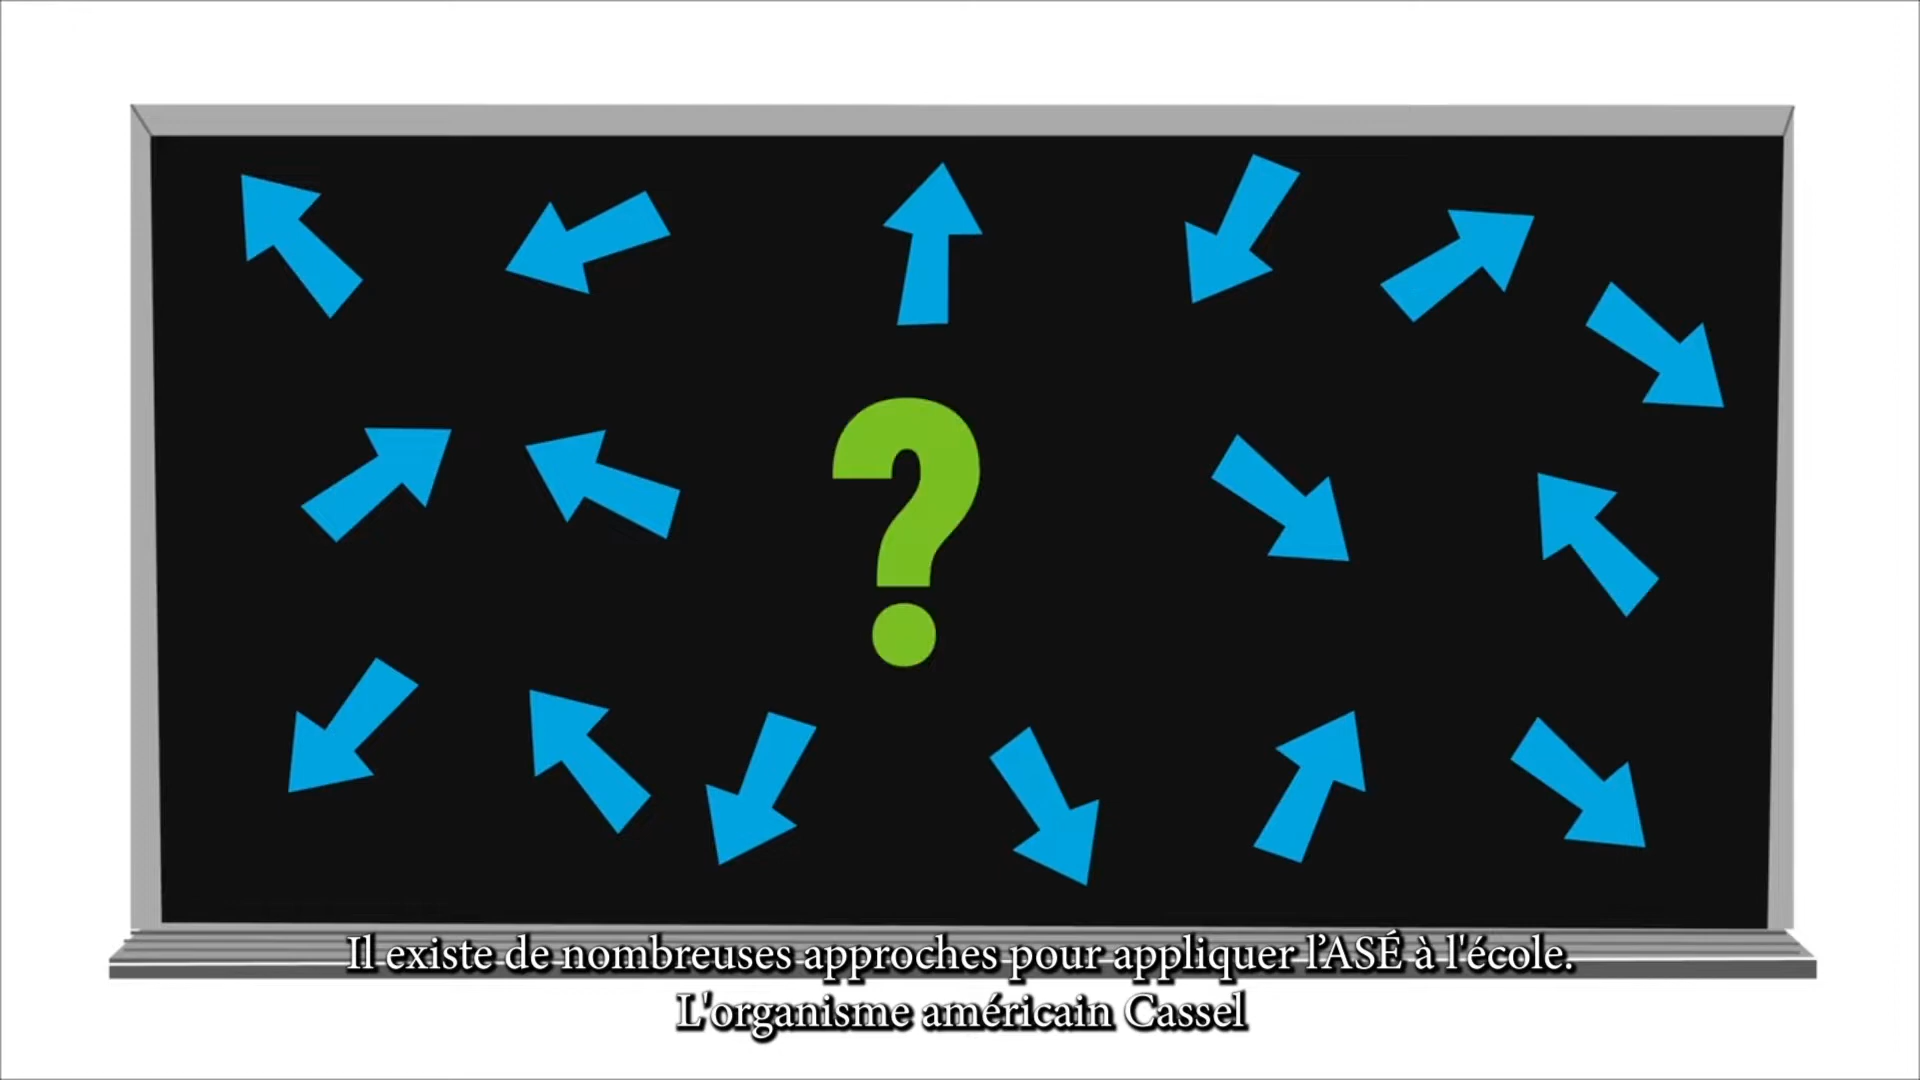 ?
Il existe de nombreuses approches pour appliquer l’ASÉ à l'école.
L'organisme américain Cassel